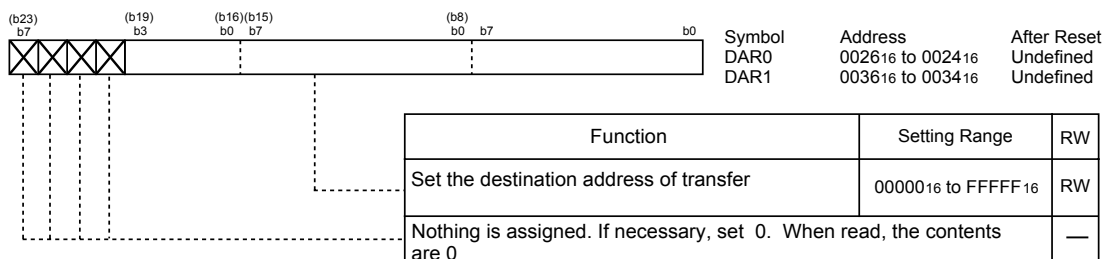 (b23) (b19) (b16)(b15) (b8)
b7 b3 b0 b7 b0 b7 b0
Symbol Address After Reset
DAR0 002616 to 002416 Undefined
DAR1 003616 to 003416 Undefined
Function Setting Range RW
Set the destination address of transfer 0000016 to FFFFF16 RW
Nothing is assigned. If necessary, set 0. When read, the contents —
are 0